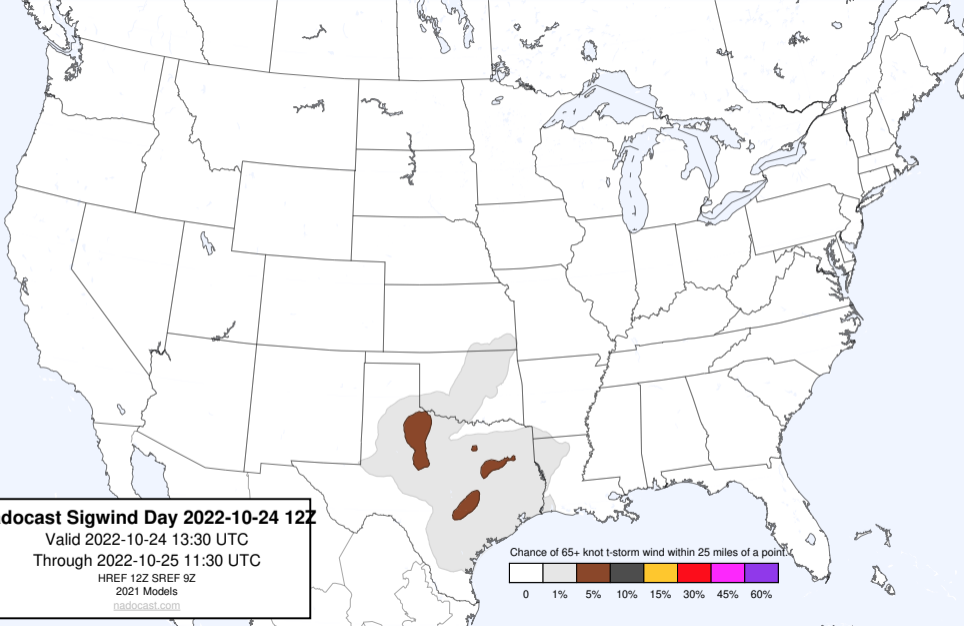 adocast Sigwind Day 2022-10-24 12Z
Valid 2022-10-24 13:30 UTC
Through 2022-10-25 11:30 UTC
HREF 12Z SREF 9Z
2021 Models
nadocast.com
Chance of 65+ knot t-storm wind within 25 miles of a point.
0 1% 5% 10% 15% 30% 45% 60%